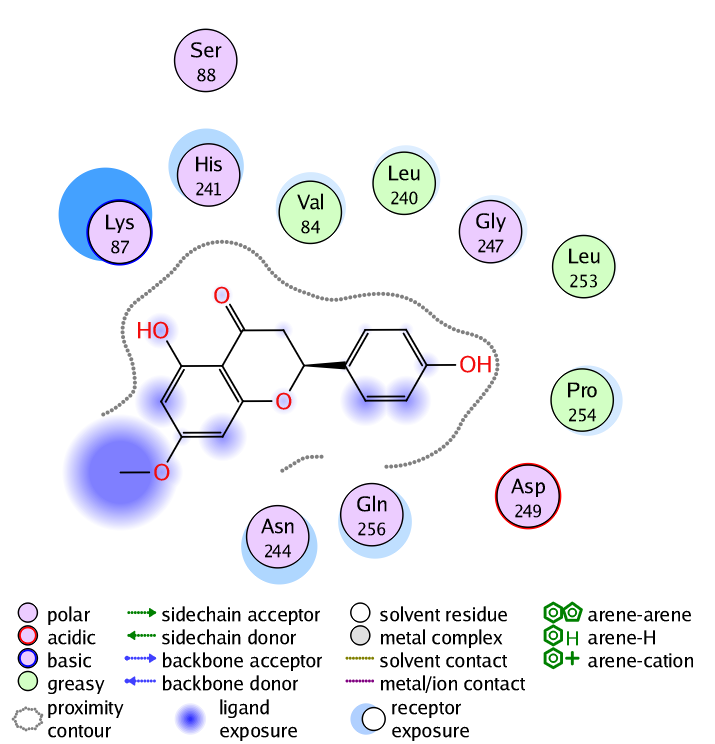 Ser
88
His
241
Leu
240
Val
84
Lys
87
Gly
247
Leu
253
O
HO
OH
O
O
Pro
254
Asp
249
Gln
256
Asn
244
polar sidechain acceptor solvent residue arene-arene
acidic sidechain donor metal complex H arene-H
basic backbone acceptor solvent contact + arene-cation
greasy backbone donor metal/ion contact
proximity ligand receptor
contour exposure exposure